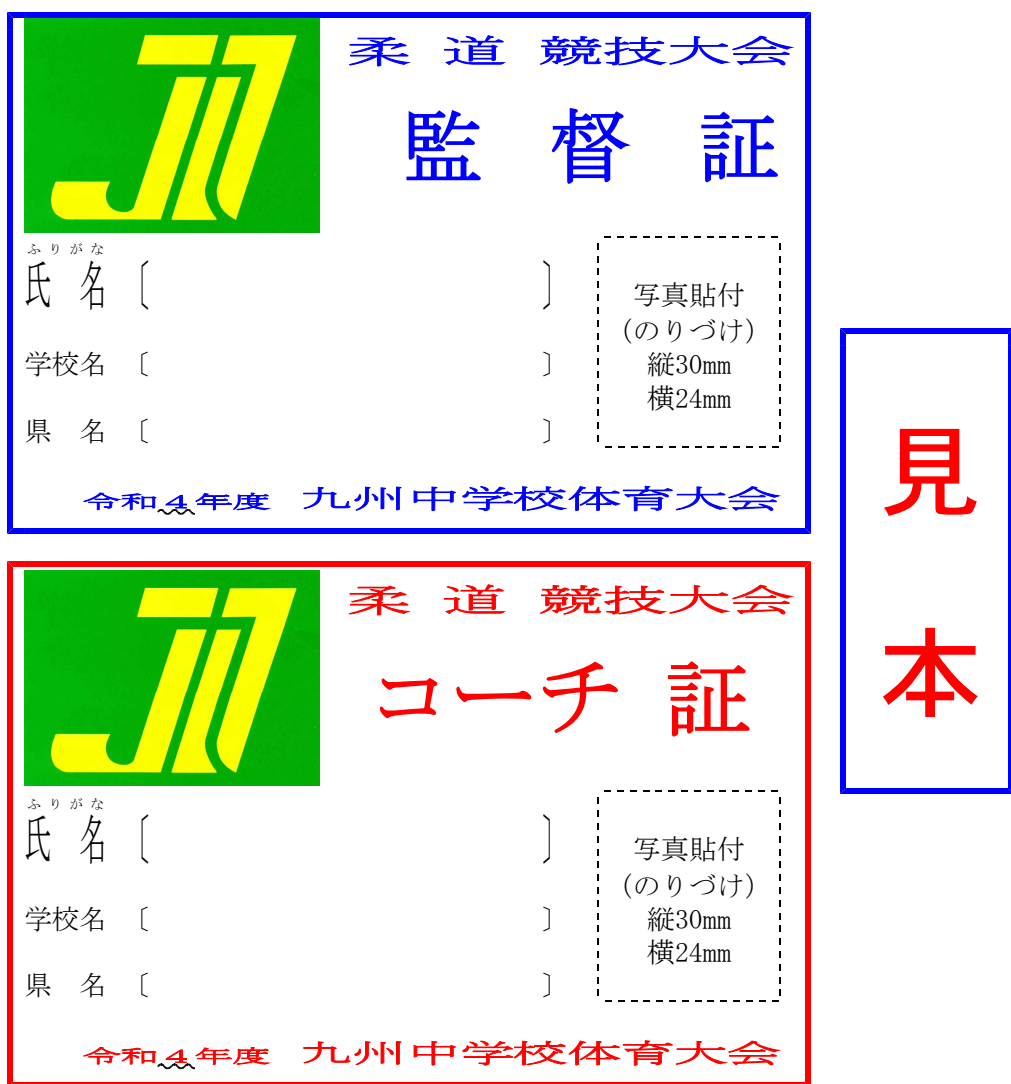 柔 道 競技大会
監 督 証
ふりがな
氏 名 〔 〕
学校名 〔 〕
県 名 〔 〕
写真貼付
(のりづけ)
縦30mm
横24mm
令和４年度 九州中学校体育大会
柔 道 競技大会
コーチ 証
ふりがな
氏 名 〔 〕
学校名 〔 〕
県 名 〔 〕
写真貼付
(のりづけ)
縦30mm
横24mm
令和４年度 九州中学校体育大会
見本